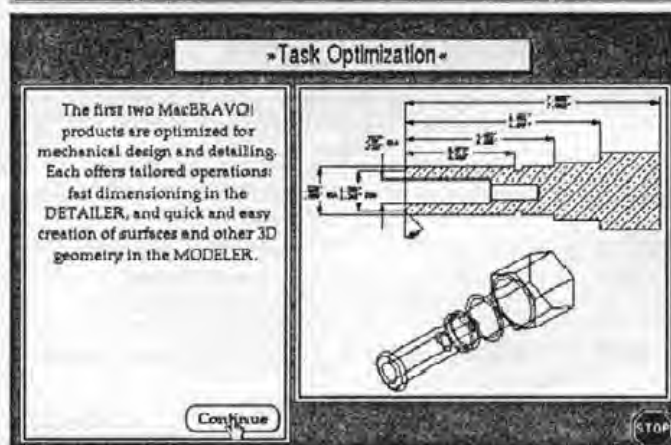 »Task Optimization«
The first two MacBRAVO!
products are optimized for
mechanical design and detailing.
Each offers tailored operations:
fast dimensioning in the
DETAILER, and quick and easy
creation of surfaces and other 3D
geometry in the MODELER.
Continue
STOP